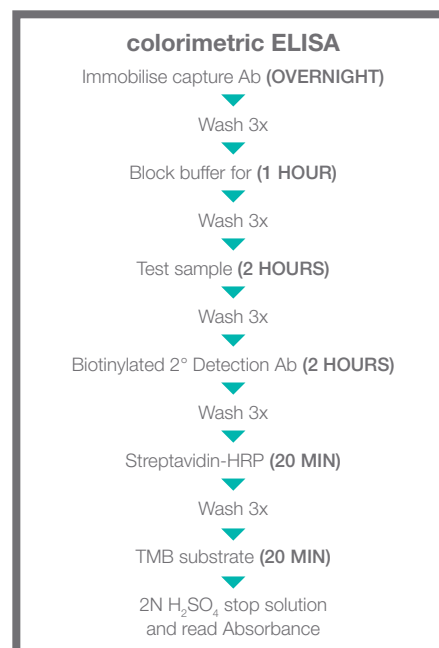 colorimetric ELISA
Immobilise capture Ab (OVERNIGHT)
Wash 3x
Block buffer for (1 HOUR)
Wash 3x
Test sample (2 HOURS)
Wash 3x
Biotinylated 2° Detection Ab (2 HOURS)
Wash 3x
Streptavidin-HRP (20 MIN)
Wash 3x
TMB substrate (20 MIN)
2N H₂SO₄ stop solution
and read Absorbance